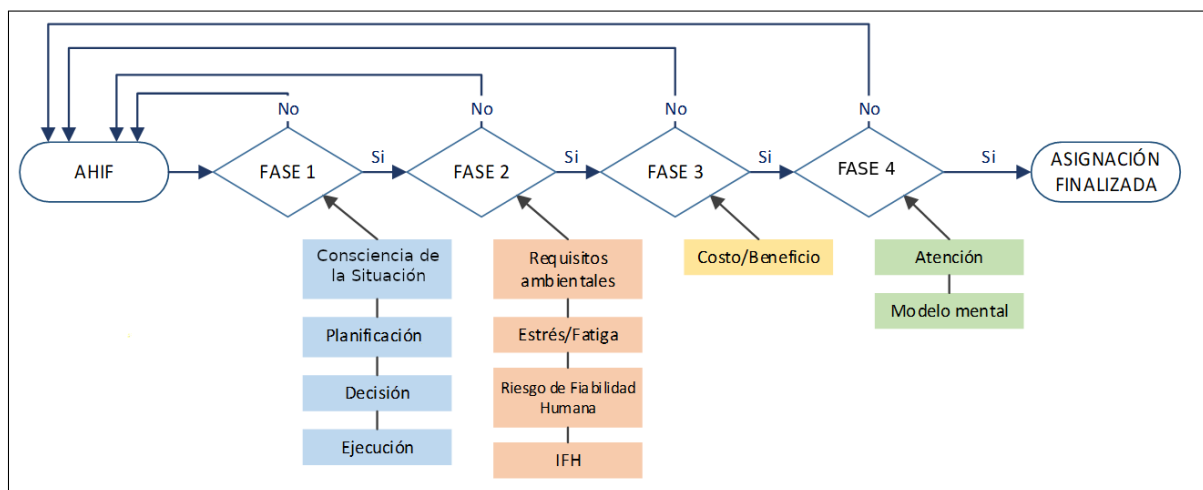 No
No
No
No
AHIF
FASE 1
Si
FASE 2
Si
FASE 3
Si
FASE 4
Si
ASIGNACIÓN
FINALIZADA
Consciencia de
la Situación
Planificación
Decisión
Ejecución
Requisitos
ambientales
Estrés/Fatiga
Riesgo de Fiabilidad
Humana
IFH
Costo/Beneficio
Atención
Modelo mental